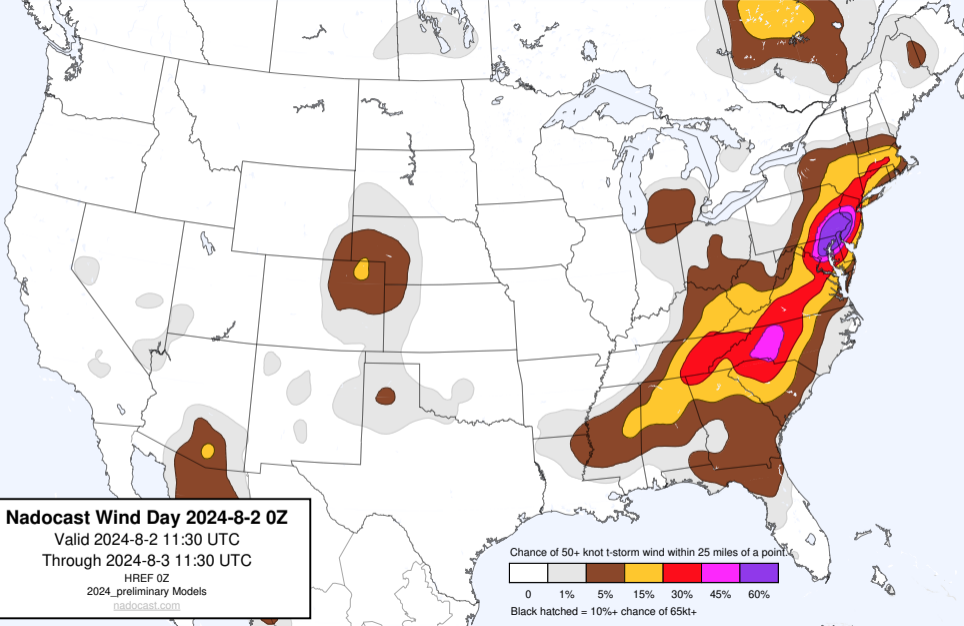 Nadocast Wind Day 2024-8-2 0Z
Valid 2024-8-2 11:30 UTC
Through 2024-8-3 11:30 UTC
HREF 0Z
2024_preliminary Models
nadocast.com
Chance of 50+ knot t-storm wind within 25 miles of a point.
0 1% 5% 15% 30% 45% 60%
Black hatched = 10%+ chance of 65kt+